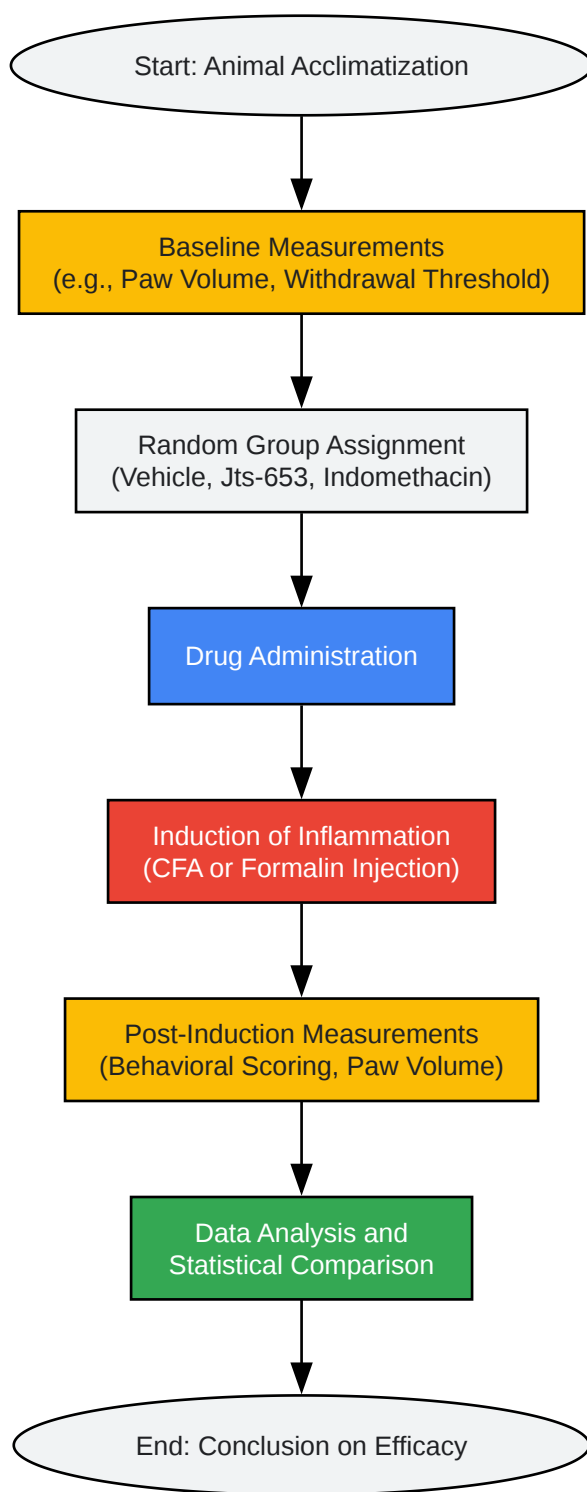 Start: Animal Acclimatization
Baseline Measurements
(e.g., Paw Volume, Withdrawal Threshold)
Random Group Assignment
(Vehicle, Jts-653, Indomethacin)
Drug Administration
Induction of Inflammation
(CFA or Formalin Injection)
Post-Induction Measurements
(Behavioral Scoring, Paw Volume)
Data Analysis and
Statistical Comparison
End: Conclusion on Efficacy